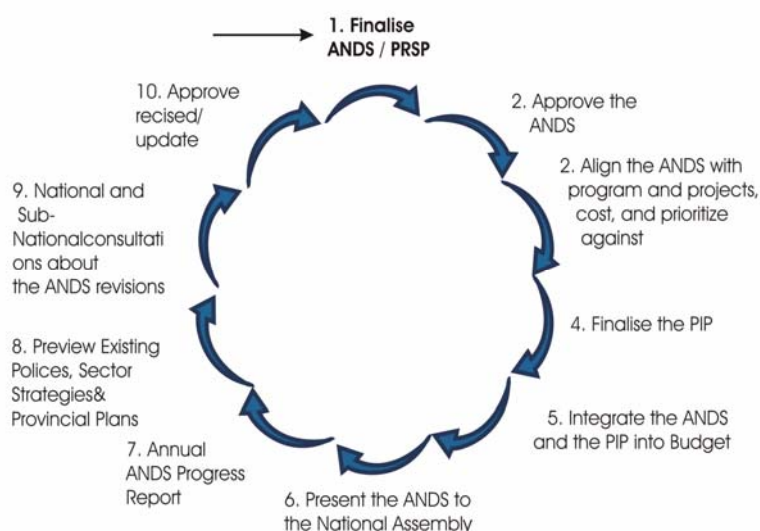 1. Finalise
ANDS / PRSP
2. Approve the
ANDS
2. Align the ANDS with
program and projects,
cost, and prioritize
against
4. Finalise the PIP
5. Integrate the ANDS
and the PIP into Budget
6. Present the ANDS to
the National Assembly
7. Annual
ANDS Progress
Report
8. Preview Existing
Polices, Sector
Strategies&
Provincial Plans
9. National and
Sub-
Nationalconsultati
ons about
the ANDS revisions
10. Approve
recised/
update